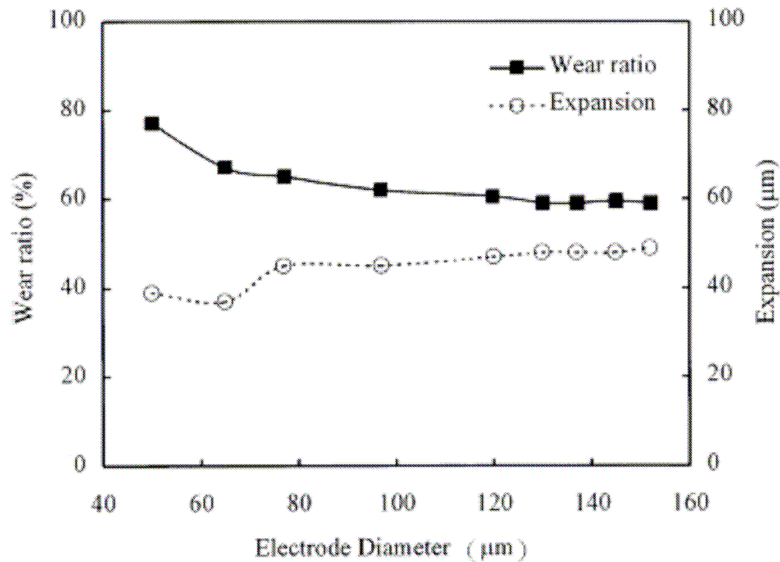 100
80
60
40
20
0
Wear ratio (%)
Wear ratio
Expansion
100
80
60
40
20
0
Expansion (μm)
40 60 80 100 120 140 160
Electrode Diameter (μm)